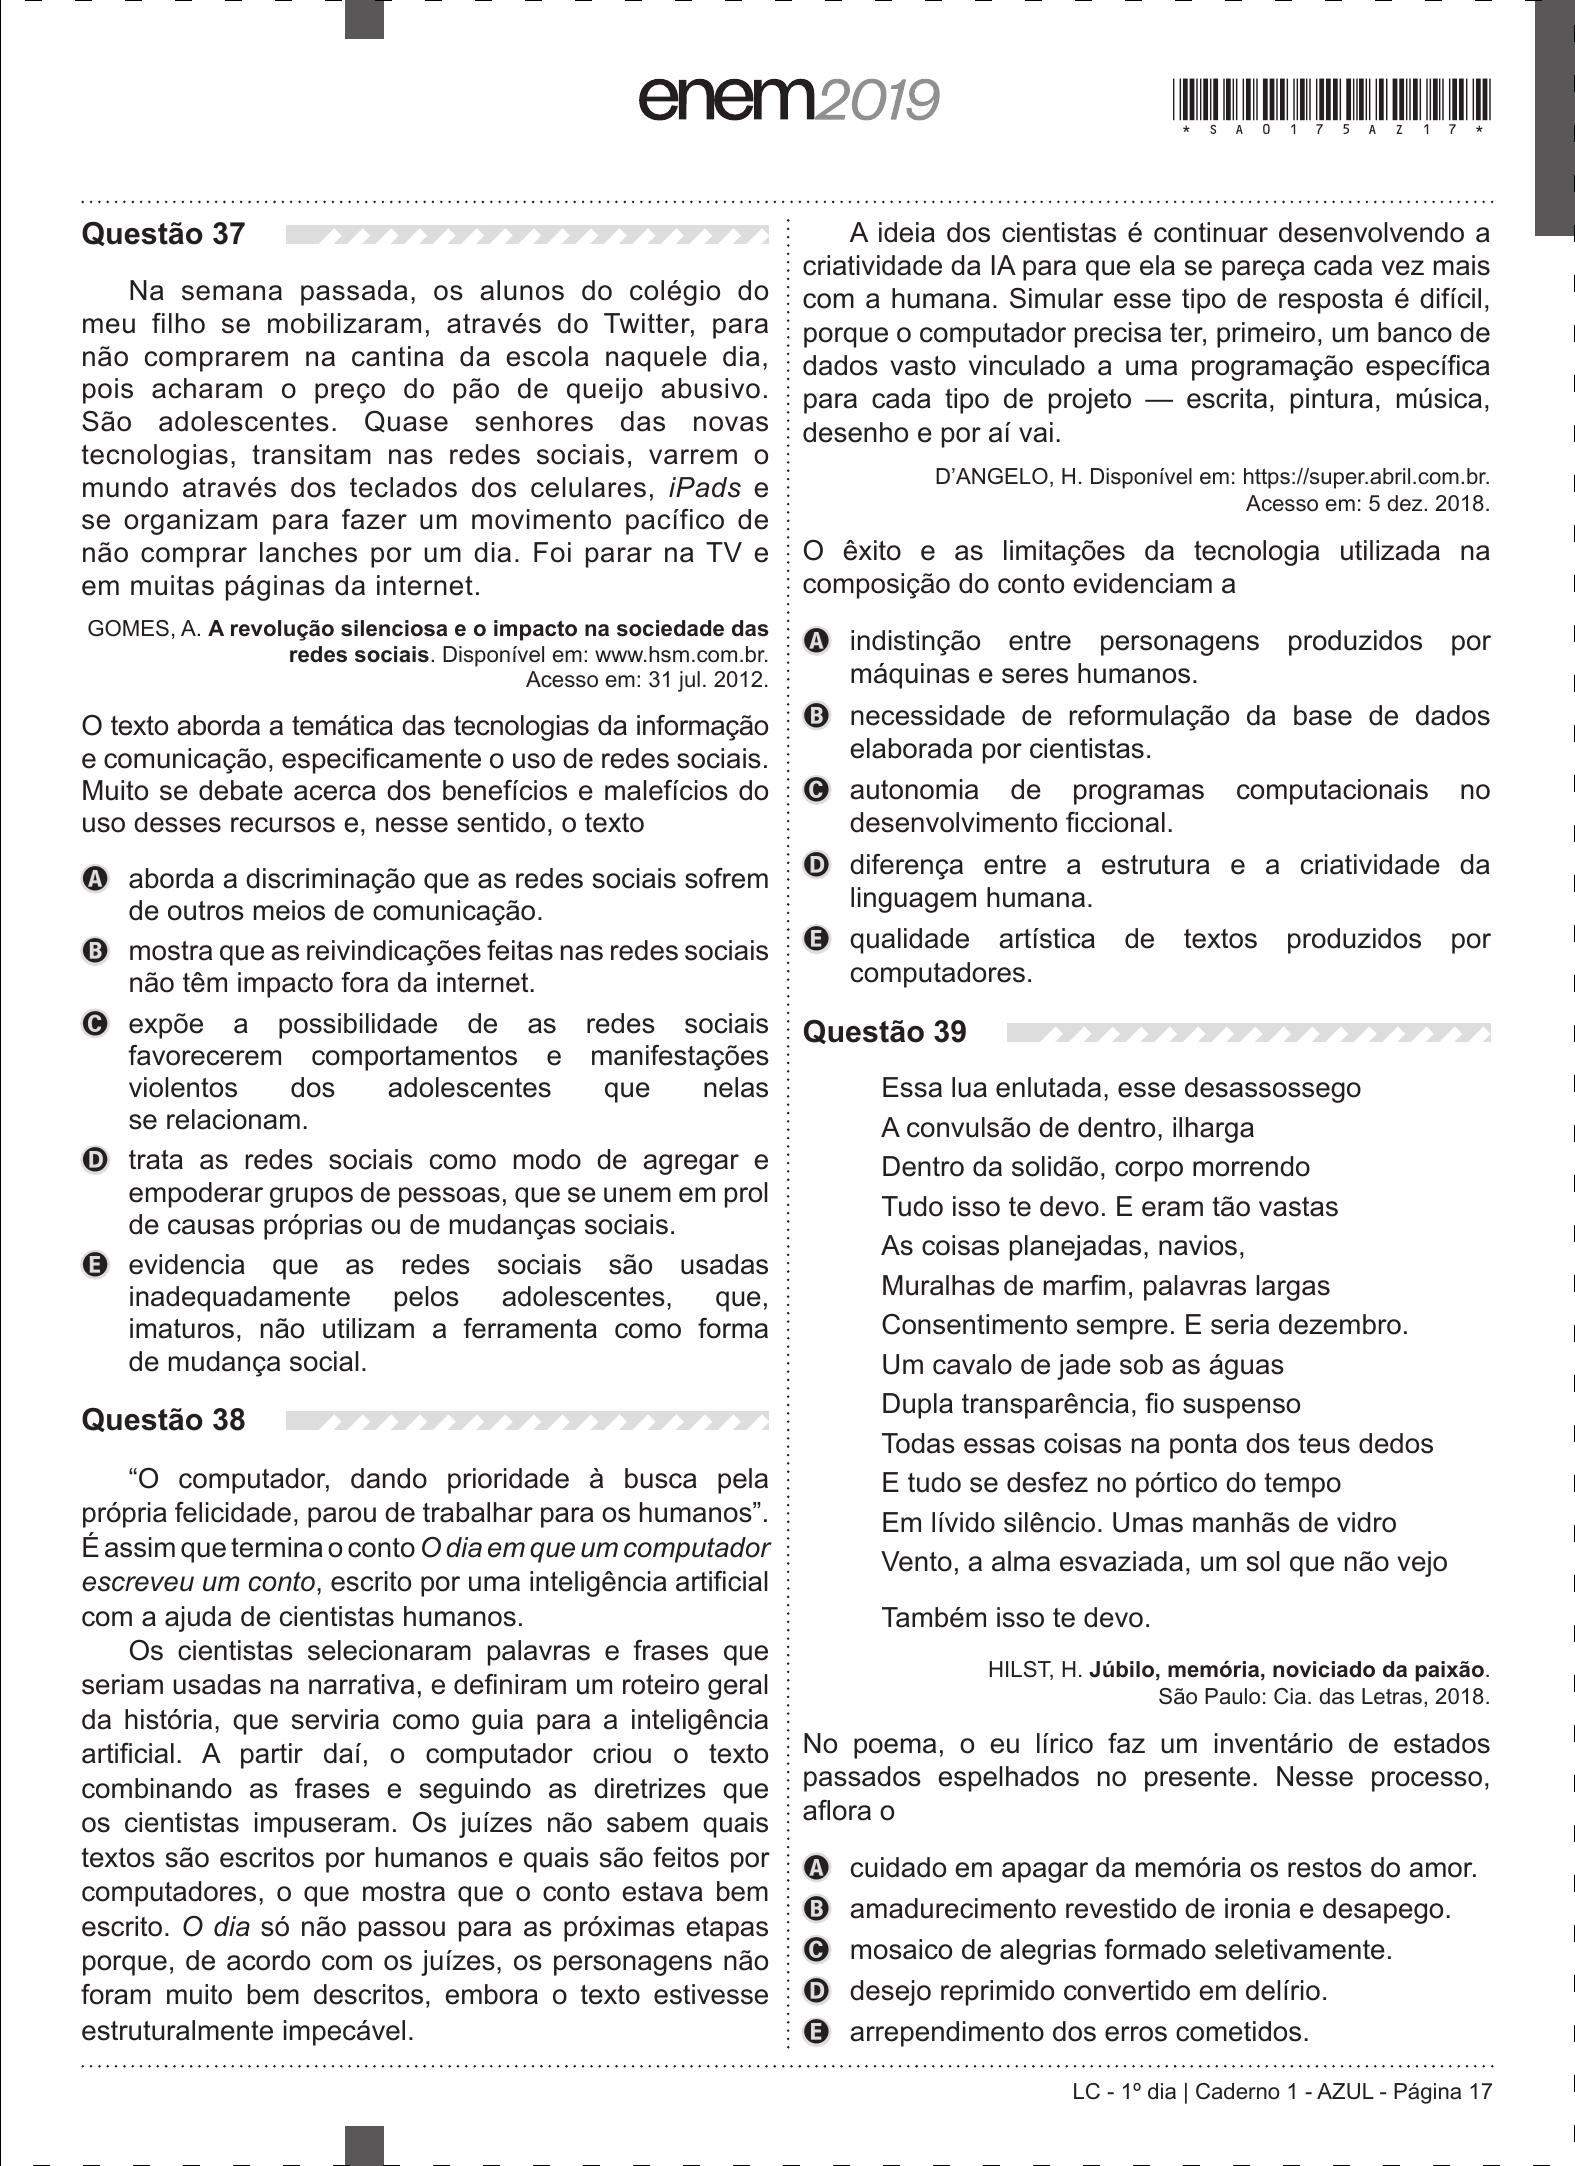 enem2019
*SA0175AZ17*
Questão 37
Na semana passada, os alunos do colégio do
meu filho se mobilizaram, através do Twitter, para
não comprarem na cantina da escola naquele dia,
pois acharam o preço do pão de queijo abusivo.
São adolescentes. Quase senhores das novas
tecnologias, transitam nas redes sociais, varrem o
mundo através dos teclados dos celulares, iPads e
se organizam para fazer um movimento pacífico de
não comprar lanches por um dia. Foi parar na TV e
em muitas páginas da internet.
GOMES, A. A revolução silenciosa e o impacto na sociedade das
redes sociais. Disponível em: www.hsm.com.br.
Acesso em: 31 jul. 2012.
O texto aborda a temática das tecnologias da informação
e comunicação, especificamente o uso de redes sociais.
Muito se debate acerca dos benefícios e malefícios do
uso desses recursos e, nesse sentido, o texto
A aborda a discriminação que as redes sociais sofrem
de outros meios de comunicação.
B mostra que as reivindicações feitas nas redes sociais
não têm impacto fora da internet.
C expõe a possibilidade de as redes sociais
favorecerem comportamentos e manifestações
violentos dos adolescentes que nelas
se relacionam.
D trata as redes sociais como modo de agregar e
empoderar grupos de pessoas, que se unem em prol
de causas próprias ou de mudanças sociais.
E evidencia que as redes sociais são usadas
inadequadamente pelos adolescentes, que,
imaturos, não utilizam a ferramenta como forma
de mudança social.
Questão 38
“O computador, dando prioridade à busca pela
própria felicidade, parou de trabalhar para os humanos”.
É assim que termina o conto O dia em que um computador
escreveu um conto, escrito por uma inteligência artificial
com a ajuda de cientistas humanos.
Os cientistas selecionaram palavras e frases que
seriam usadas na narrativa, e definiram um roteiro geral
da história, que serviria como guia para a inteligência
artificial. A partir daí, o computador criou o texto
combinando as frases e seguindo as diretrizes que
os cientistas impuseram. Os juízes não sabem quais
textos são escritos por humanos e quais são feitos por
computadores, o que mostra que o conto estava bem
escrito. O dia só não passou para as próximas etapas
porque, de acordo com os juízes, os personagens não
foram muito bem descritos, embora o texto estivesse
estruturalmente impecável.
A ideia dos cientistas é continuar desenvolvendo a
criatividade da IA para que ela se pareça cada vez mais
com a humana. Simular esse tipo de resposta é difícil,
porque o computador precisa ter, primeiro, um banco de
dados vasto vinculado a uma programação específica
para cada tipo de projeto — escrita, pintura, música,
desenho e por aí vai.
D’ANGELO, H. Disponível em: https://super.abril.com.br.
Acesso em: 5 dez. 2018.
O êxito e as limitações da tecnologia utilizada na
composição do conto evidenciam a
A indistinção entre personagens produzidos por
máquinas e seres humanos.
B necessidade de reformulação da base de dados
elaborada por cientistas.
C autonomia de programas computacionais no
desenvolvimento ficcional.
D diferença entre a estrutura e a criatividade da
linguagem humana.
E qualidade artística de textos produzidos por
computadores.
Questão 39
Essa lua enlutada, esse desassossego
A convulsão de dentro, ilharga
Dentro da solidão, corpo morrendo
Tudo isso te devo. E eram tão vastas
As coisas planejadas, navios,
Muralhas de marfim, palavras largas
Consentimento sempre. E seria dezembro.
Um cavalo de jade sob as águas
Dupla transparência, fio suspenso
Todas essas coisas na ponta dos teus dedos
E tudo se desfez no pórtico do tempo
Em lívido silêncio. Umas manhãs de vidro
Vento, a alma esvaziada, um sol que não vejo
Também isso te devo.
HILST, H. Júbilo, memória, noviciado da paixão.
São Paulo: Cia. das Letras, 2018.
No poema, o eu lírico faz um inventário de estados
passados espelhados no presente. Nesse processo,
aflora o
A cuidado em apagar da memória os restos do amor.
B amadurecimento revestido de ironia e desapego.
C mosaico de alegrias formado seletivamente.
D desejo reprimido convertido em delírio.
E arrependimento dos erros cometidos.
LC - 1º dia | Caderno 1 - AZUL - Página 17